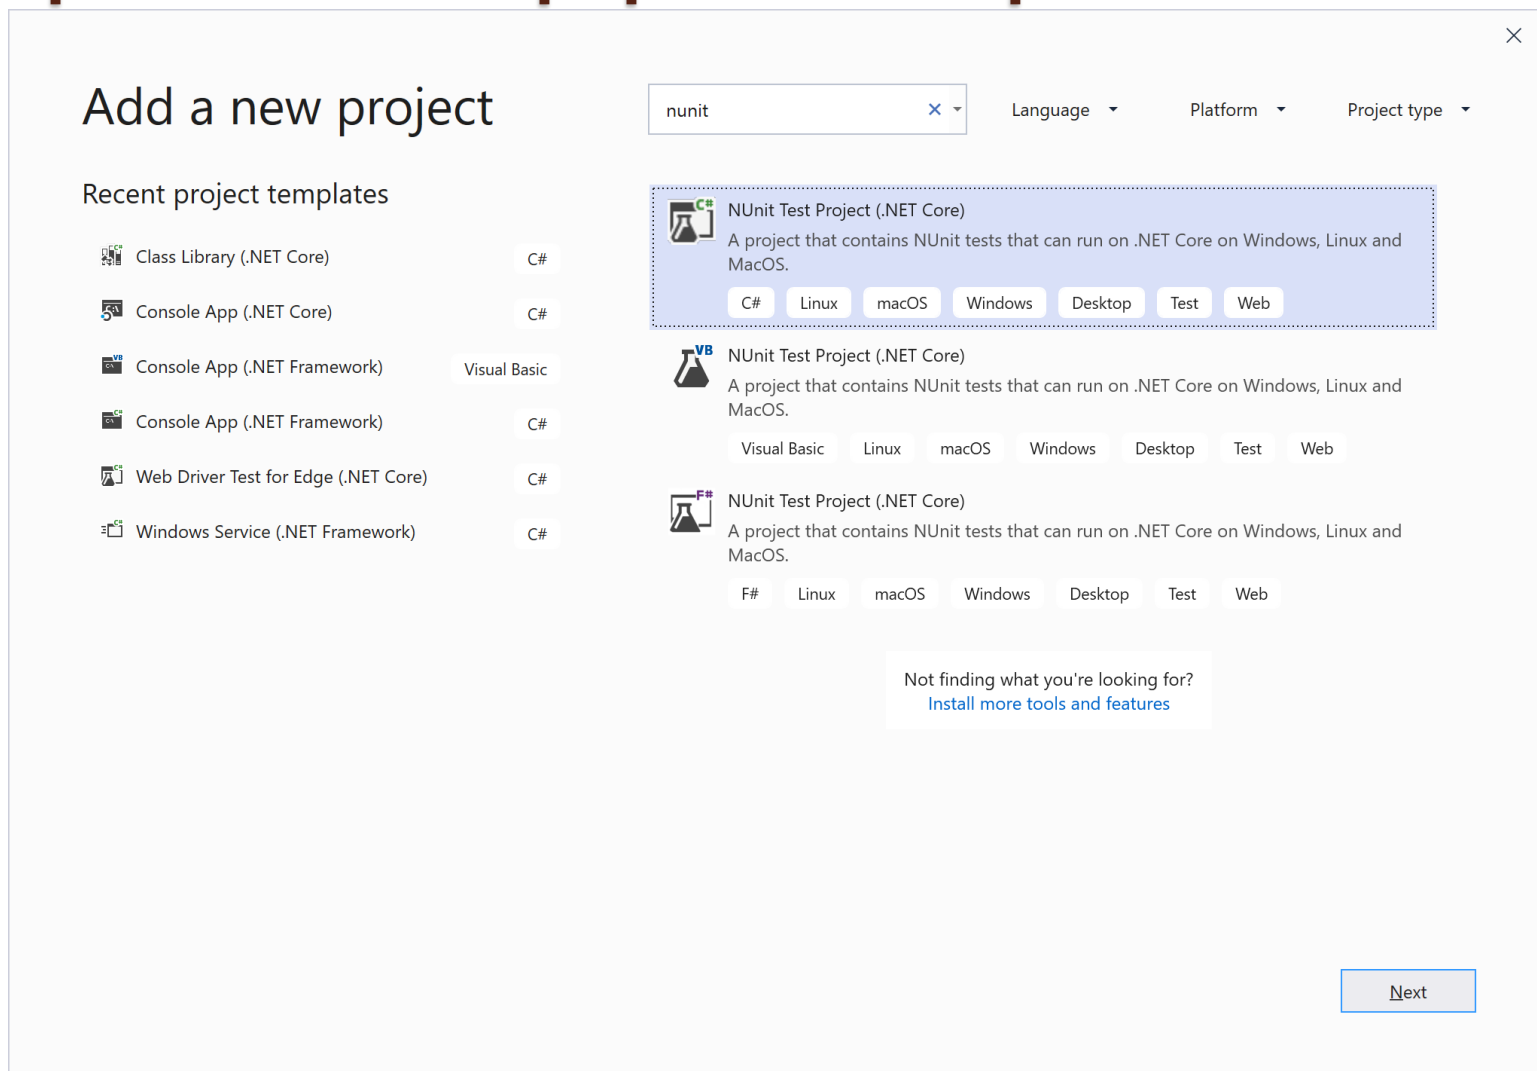 Add a new project
nunit
Language
Platform
Project type
Recent project templates
Class Library (.NET Core)
C#
Console App (.NET Core)
C#
Console App (.NET Framework)
Visual Basic
Console App (.NET Framework)
C#
Web Driver Test for Edge (.NET Core)
C#
Windows Service (.NET Framework)
C#
NUnit Test Project (.NET Core)
A project that contains NUnit tests that can run on .NET Core on Windows, Linux and
MacOS.
C# Linux macOS Windows Desktop Test Web
NUnit Test Project (.NET Core)
A project that contains NUnit tests that can run on .NET Core on Windows, Linux and
MacOS.
Visual Basic Linux macOS Windows Desktop Test Web
NUnit Test Project (.NET Core)
A project that contains NUnit tests that can run on .NET Core on Windows, Linux and
MacOS.
F# Linux macOS Windows Desktop Test Web
Not finding what you're looking for?
Install more tools and features
Next